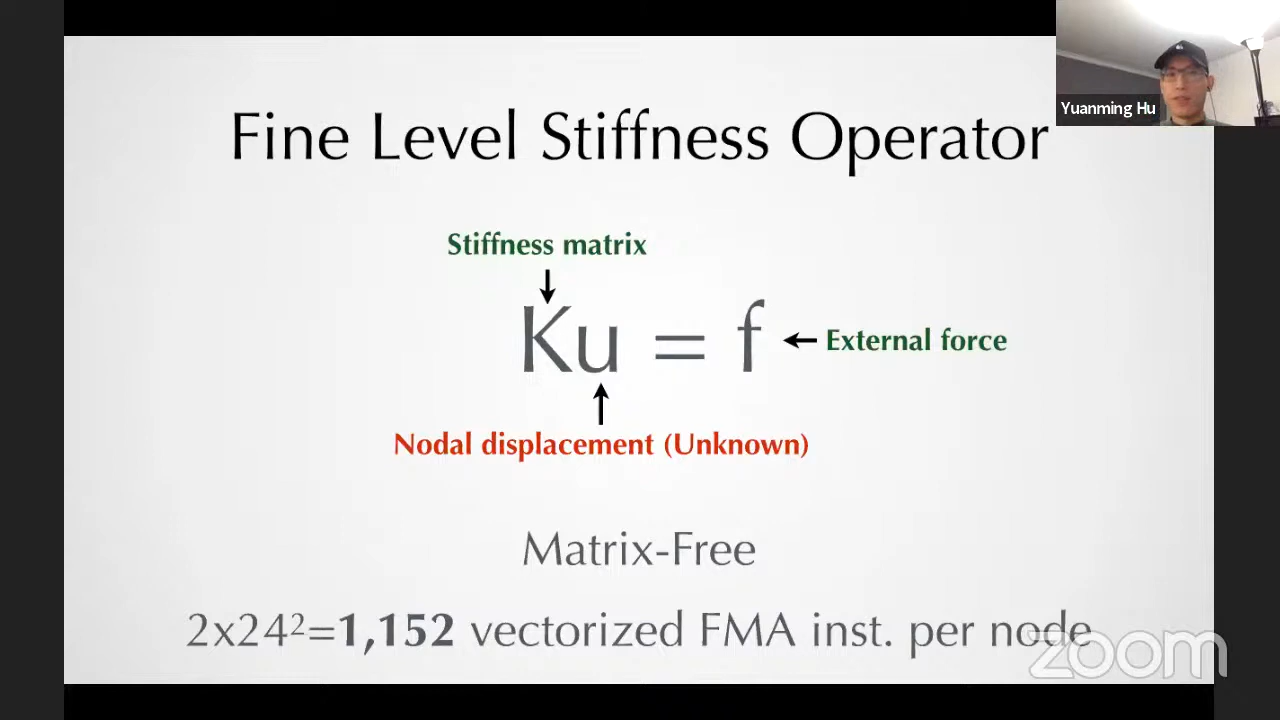 Fine Level Stiffness Operator
Yuanming Hu
Stiffness matrix
Ku = f
External force
Nodal displacement (Unknown)
Matrix-Free
2x24²=1,152 vectorized FMA inst. per node
zoom